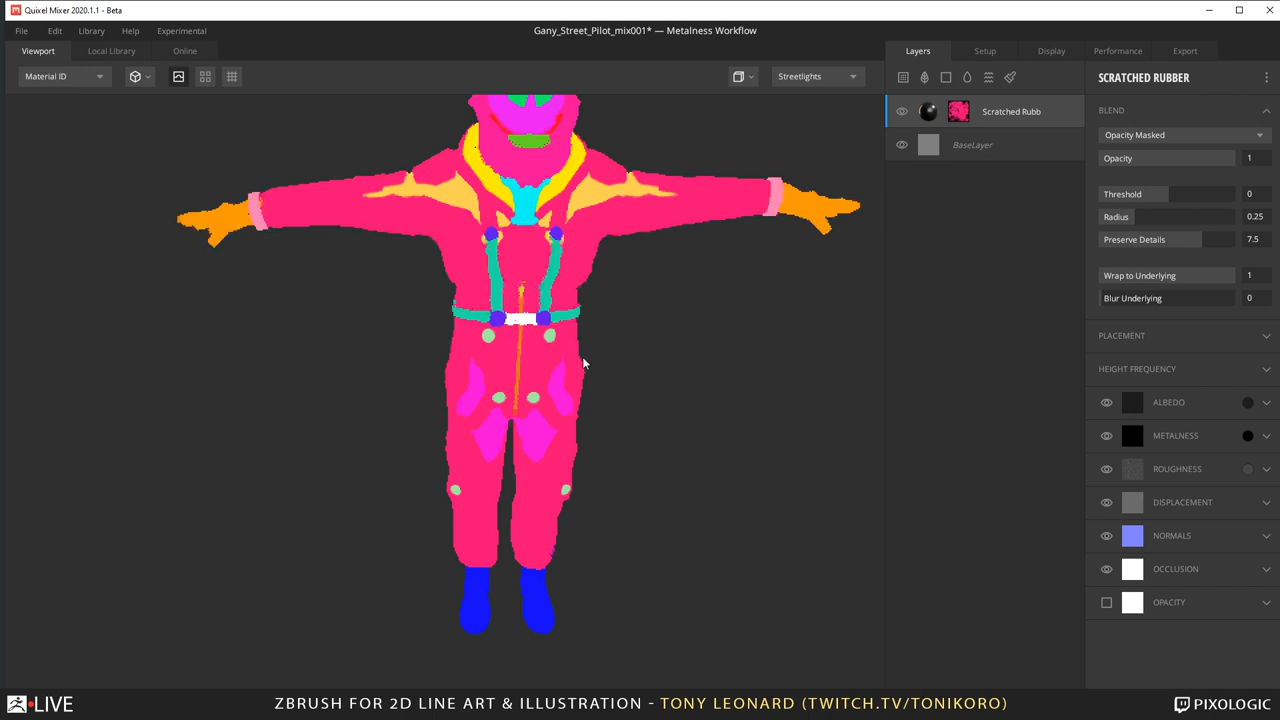 Quixel Mixer 2020.1.1 - Beta
File Edit Library Help Experimental
Gany_Street_Pilot_mix001* — Metalness Workflow
Viewport Local Library Online
Layers Setup Display Performance Export
Material ID
Streetlights
SCRATCHED RUBBER
BLEND
Scratched Rubb
BaseLayer
Opacity Masked
Opacity 1
Threshold 0
Radius 0.25
Preserve Details 7.5
Wrap to Underlying 1
Blur Underlying 0
PLACEMENT
HEIGHT FREQUENCY
ALBEDO
METALNESS
ROUGHNESS
DISPLACEMENT
NORMALS
OCCLUSION
OPACITY
LIVE
ZBRUSH FOR 2D LINE ART & ILLUSTRATION - TONY LEONARD (TWITCH.TV/TONIKORO)
PIXOLOGIC